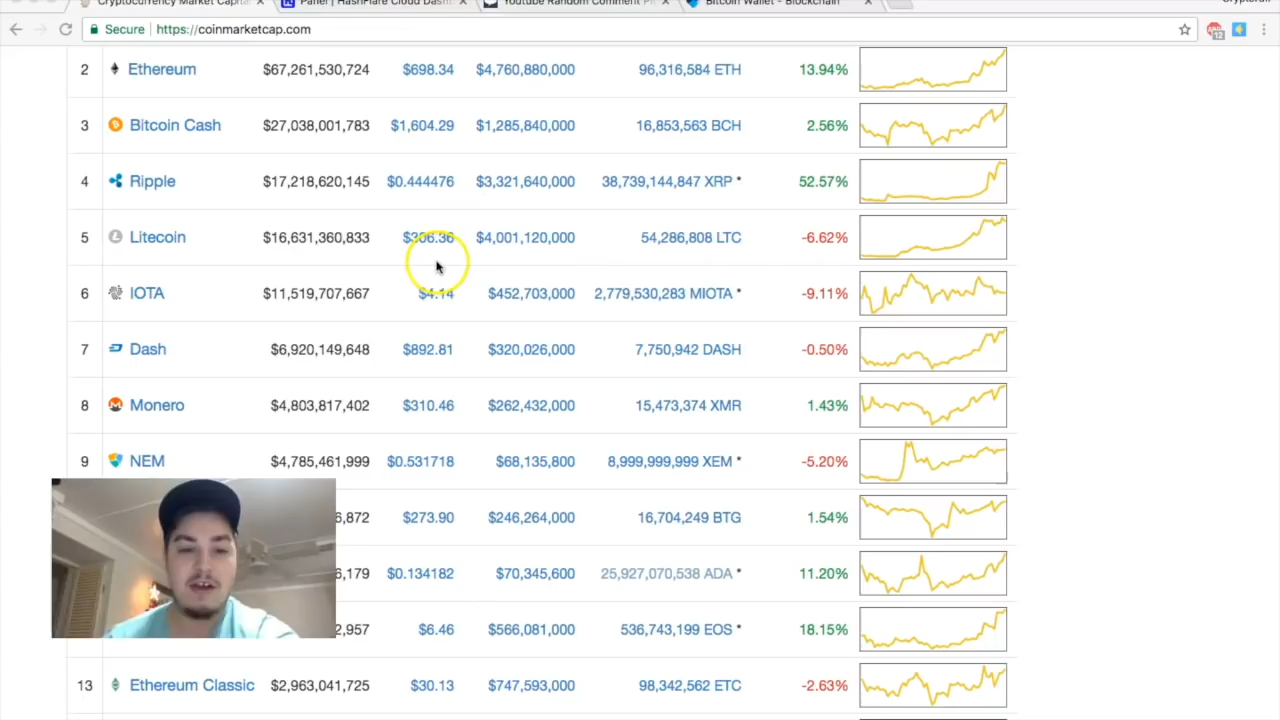 Cryptocurrency Market Capital
Panel | HashFlare Cloud Dashb
Youtube Random Comment Pi
Bitcoin Wallet - Blockchain
Secure https://coinmarketcap.com
12
2 Ethereum $67,261,530,724 $698.34 $4,760,880,000 96,316,584 ETH 13.94%
3 Bitcoin Cash $27,038,001,783 $1,604.29 $1,285,840,000 16,853,563 BCH 2.56%
4 Ripple $17,218,620,145 $0.444476 $3,321,640,000 38,739,144,847 XRP * 52.57%
5 Litecoin $16,631,360,833 $306.36 $4,001,120,000 54,286,808 LTC -6.62%
6 IOTA $11,519,707,667 $4.14 $452,703,000 2,779,530,283 MIOTA * -9.11%
7 Dash $6,920,149,648 $892.81 $320,026,000 7,750,942 DASH -0.50%
8 Monero $4,803,817,402 $310.46 $262,432,000 15,473,374 XMR 1.43%
9 NEM $4,785,461,999 $0.531718 $68,135,800 8,999,999,999 XEM * -5.20%
6,872 $273.90 $246,264,000 16,704,249 BTG 1.54%
6,179 $0.134182 $70,345,600 25,927,070,538 ADA * 11.20%
2,957 $6.46 $566,081,000 536,743,199 EOS * 18.15%
13 Ethereum Classic $2,963,041,725 $30.13 $747,593,000 98,342,562 ETC -2.63%